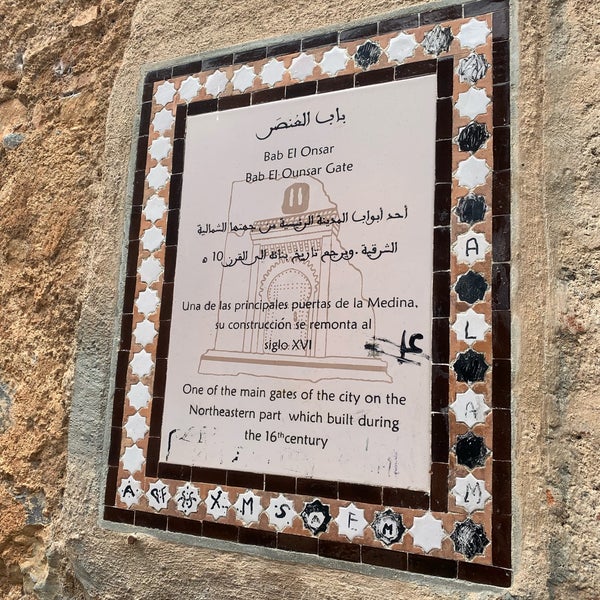 باب العنصَر
Bab El Onsar
Bab El Ounsar Gate
أحد أبواب المدينة الرئيسية من جهتها الشمالية
الشرقية .ويرجع تاريخ بنائه الى القرن 10 ه
Una de las principales puertas de la Medina,
su construcción se remonta al
siglo XVI
One of the main gates of the city on the
Northeastern part which built during
the 16th century